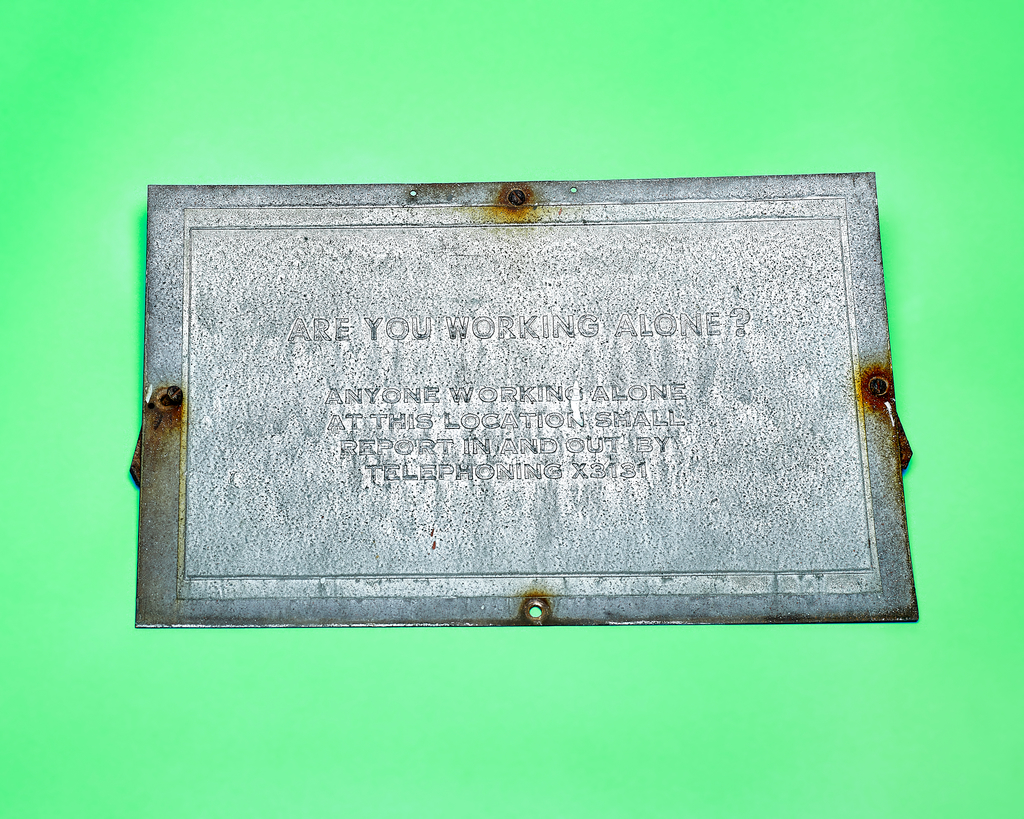 ARE YOU WORKING ALONE?
ANYONE WORKING ALONE
AT THIS LOCATION SHALL
REPORT IN AND OUT BY
TELEPHONING X3131